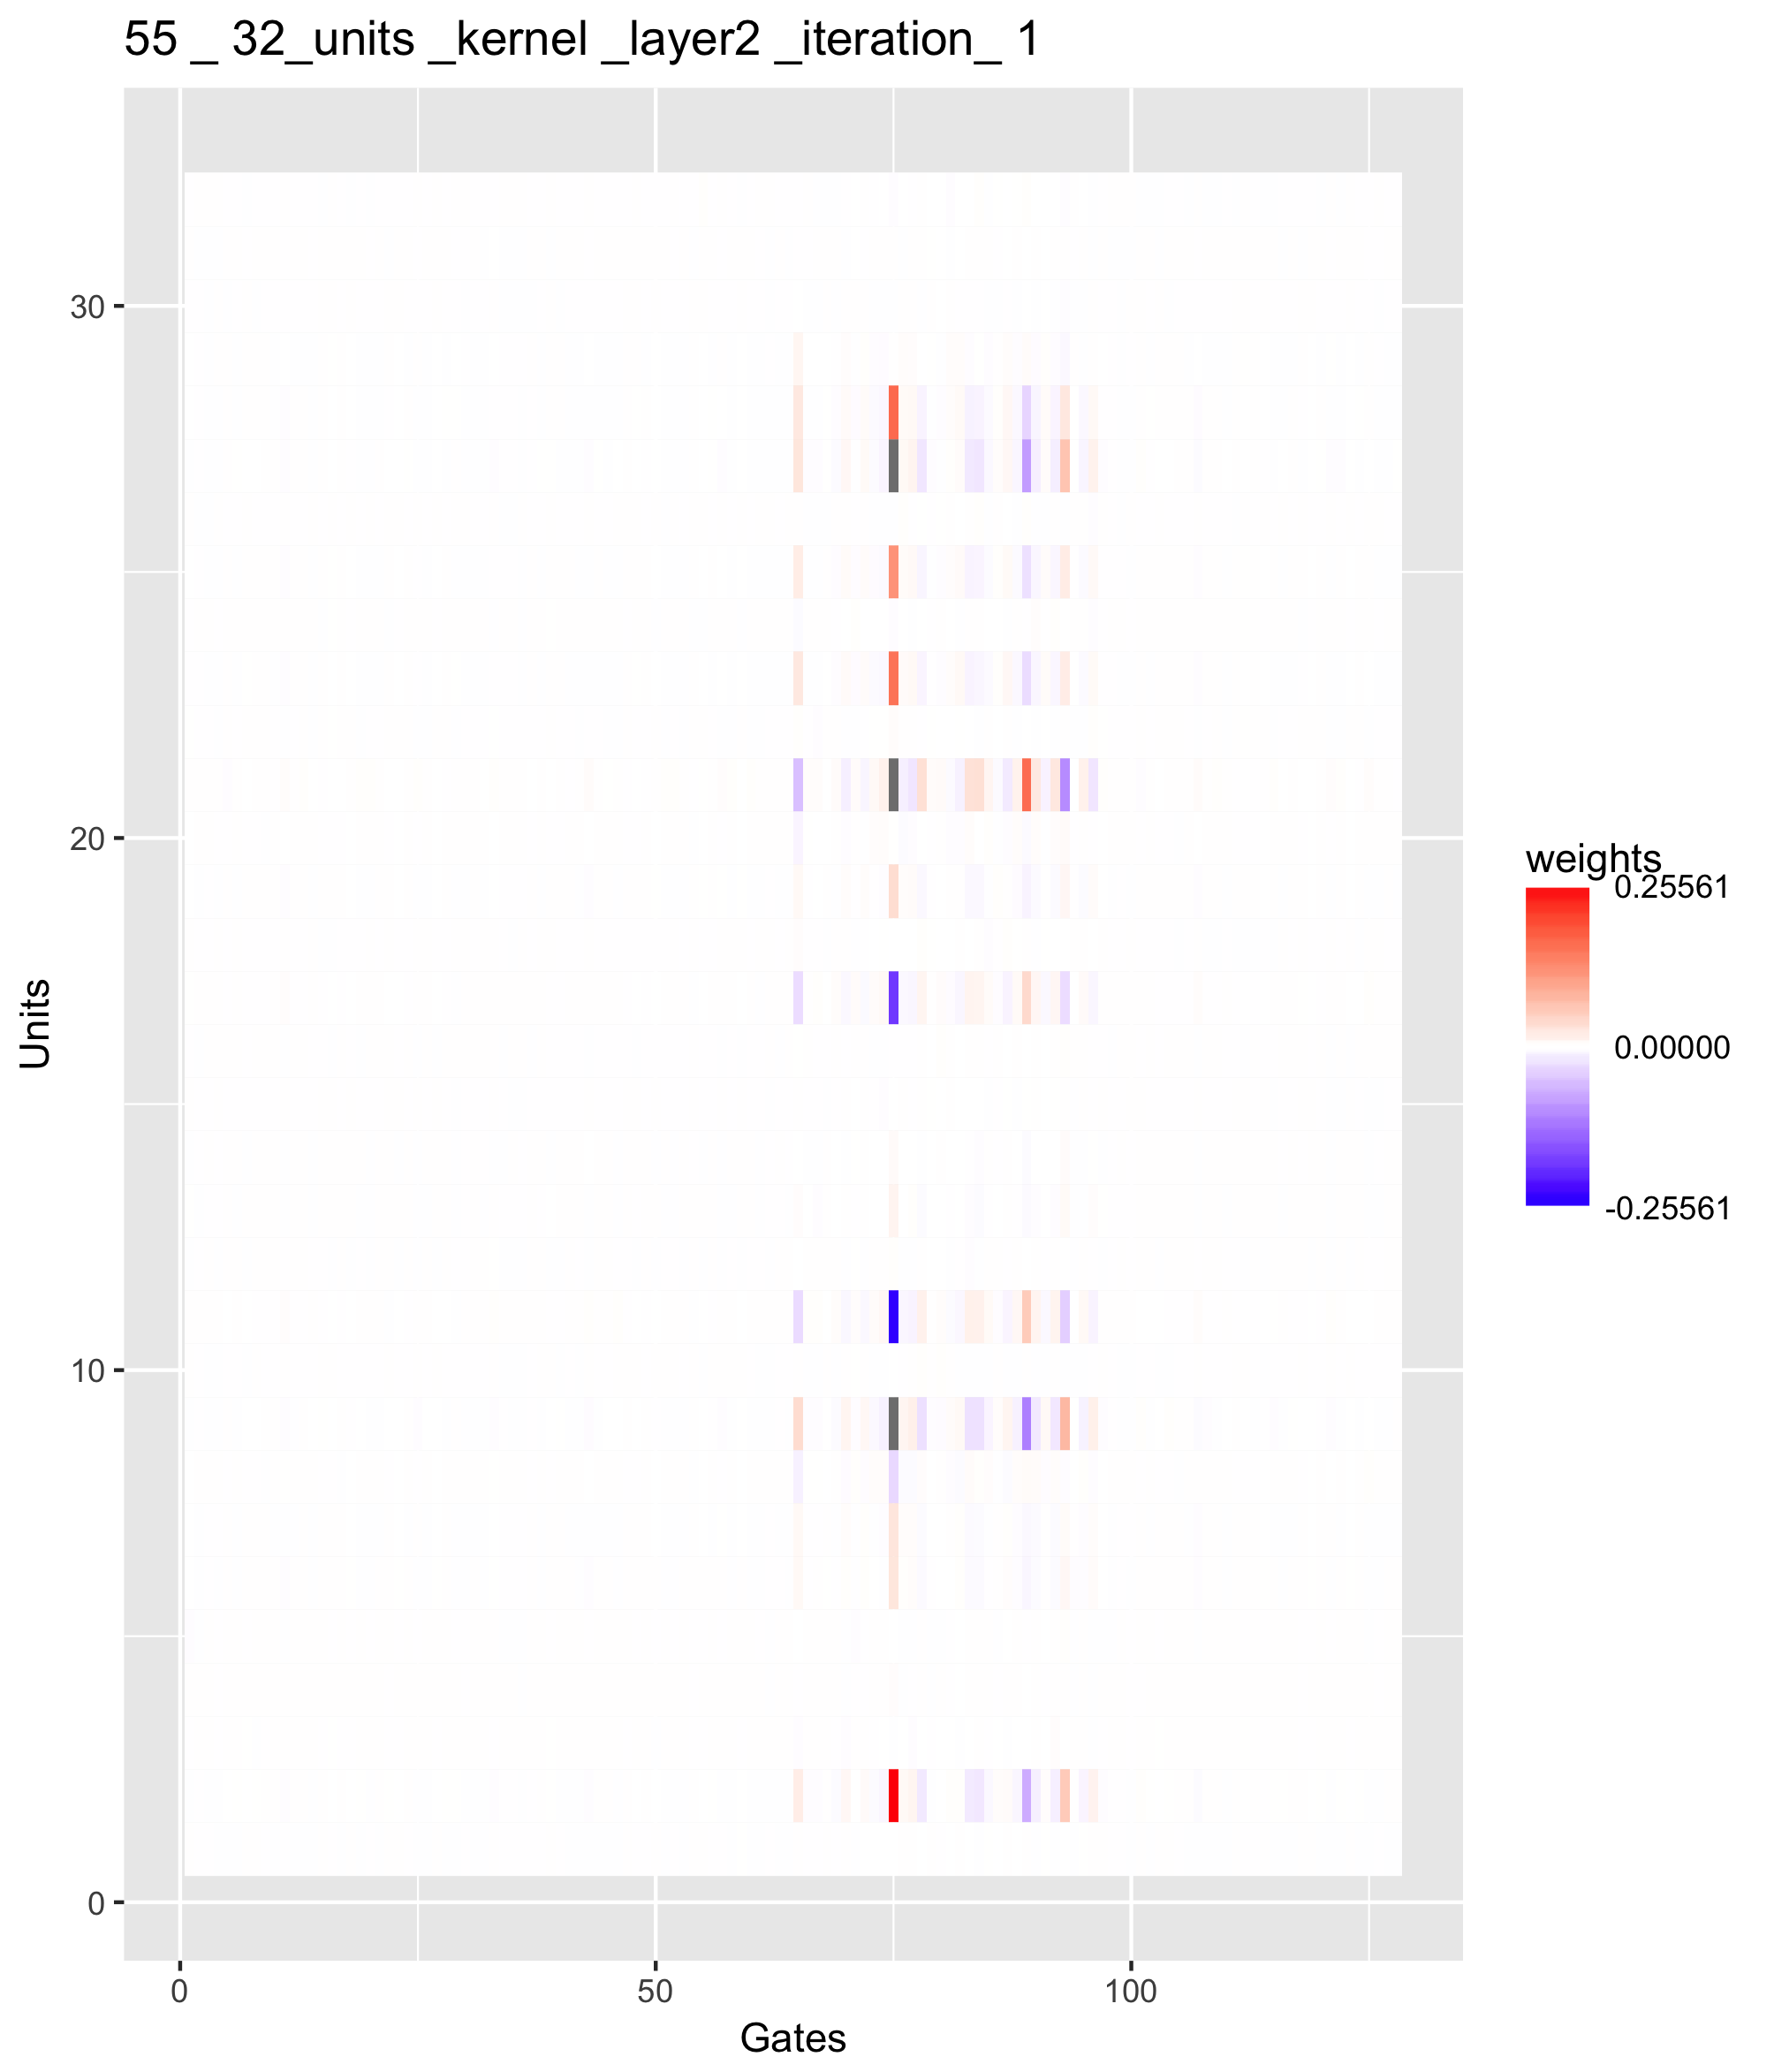 55 _ 32_units _kernel _layer2 _iteration_ 1
30
20
10
0
Units
0
50
100
Gates
weights
0.25561
0.00000
-0.25561